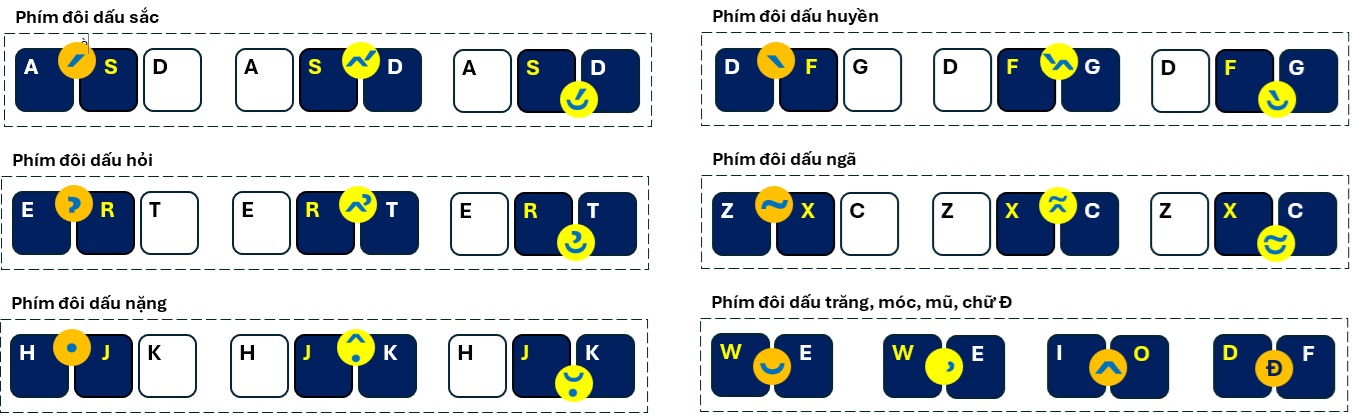 Phím đôi dấu sắc
A S D A S D A S D
Phím đôi dấu huyền
D F G D F G D F G
Phím đôi dấu hỏi
E R T E R T E R T
Phím đôi dấu ngã
Z X C Z X C Z X C
Phím đôi dấu nặng
H J K H J K H J K
Phím đôi dấu trăng, móc, mũ, chữ Đ
W E W E I O D Đ F